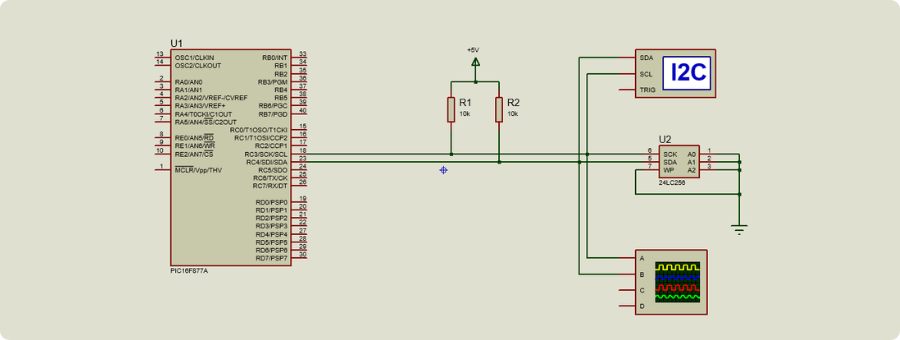 U1
13 OSC1/CLKIN RB0/INT 33
14 OSC2/CLKOUT RB1 34
RB2 35
2 RA0/AN0 RB3/PGM 36
3 RA1/AN1 RB4 37
4 RA2/AN2/VREF-/CVREF RB5 38
5 RA3/AN3/VREF+ RB6/PGC 39
6 RA4/T0CKI/C1OUT RB7/PGD 40
7 RA5/AN4/SS/C2OUT
RC0/T1OSO/T1CKI 15
8 RE0/AN5/RD RC1/T1OSI/CCP2 16
9 RE1/AN6/WR RC2/CCP1 17
10 RE2/AN7/CS RC3/SCK/SCL 18
RC4/SDI/SDA 23
1 MCLR/Vpp/THV RC5/SDO 24
RC6/TX/CK 25
RC7/RX/DT 26
RD0/PSP0 19
RD1/PSP1 20
RD2/PSP2 21
RD3/PSP3 22
RD4/PSP4 27
RD5/PSP5 28
RD6/PSP6 29
RD7/PSP7 30
PIC16F877A
+5V
R1
10k
R2
10k
SDA
SCL
TRIG
I2C
U2
6 SCK A0 1
5 SDA A1 2
7 WP A2 3
24LC256
A
B
C
D